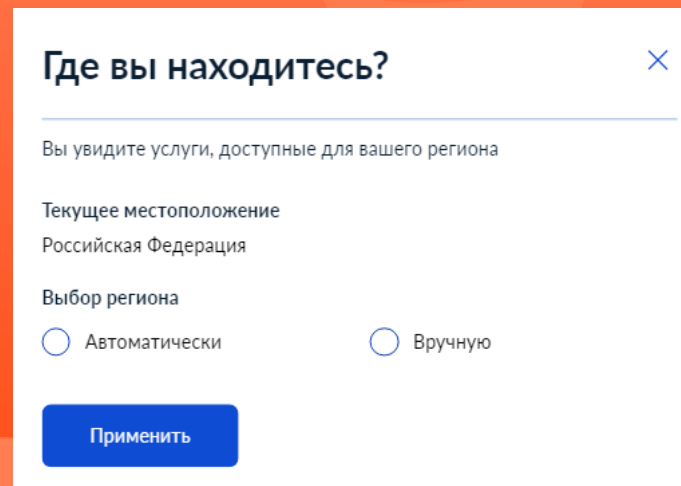 Где вы находитесь?
Вы увидите услуги, доступные для вашего региона
Текущее местоположение
Российская Федерация
Выбор региона
Автоматически Вручную
Применить